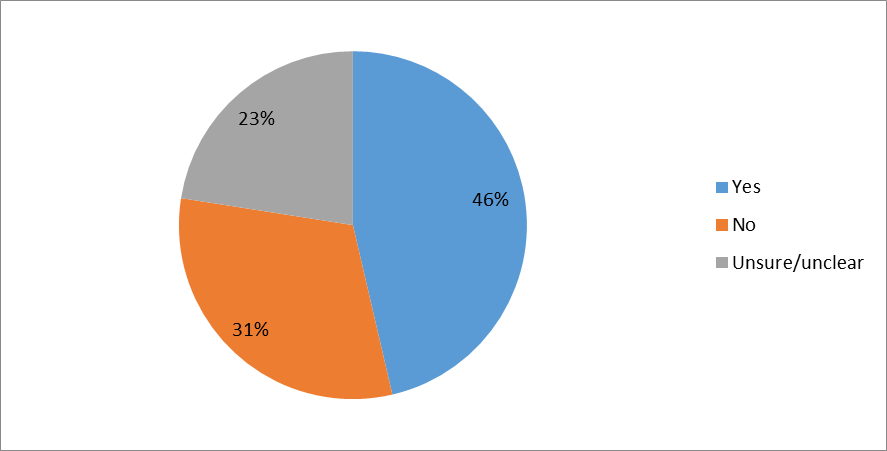 23%
46%
31%
Yes
No
Unsure/unclear